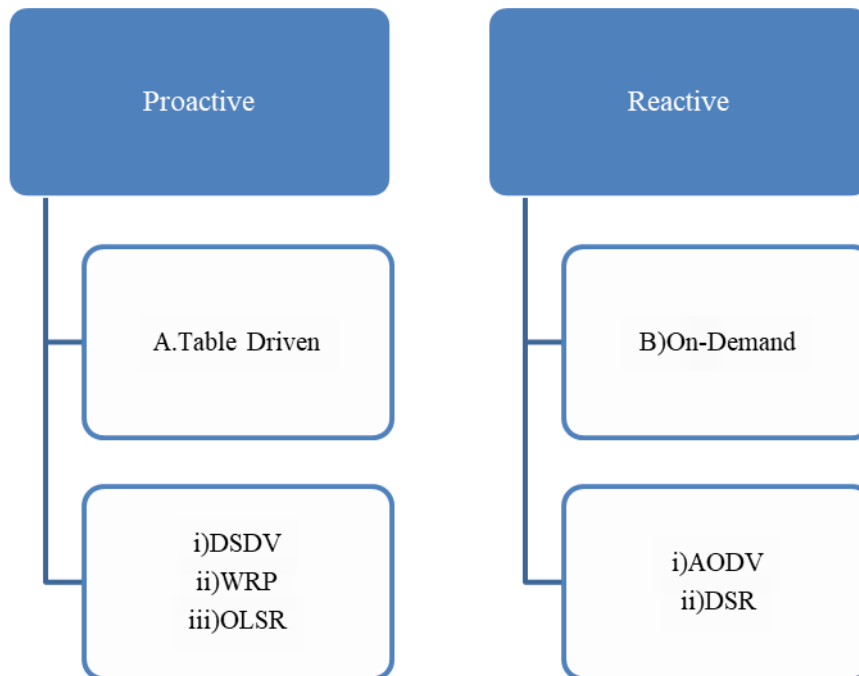 Proactive
A.Table Driven
i)DSDV
ii)WRP
iii)OLSR
Reactive
B)On-Demand
i)AODV
ii)DSR